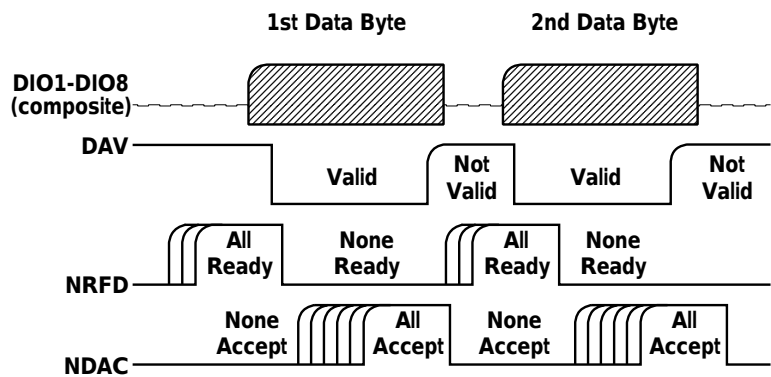 1st Data Byte 2nd Data Byte
DIO1-DIO8
(composite)
DAV
Valid
Not
Valid
Valid
Not
Valid
NRFD
All
Ready
None
Ready
All
Ready
None
Ready
NDAC
None
Accept
All
Accept
None
Accept
All
Accept